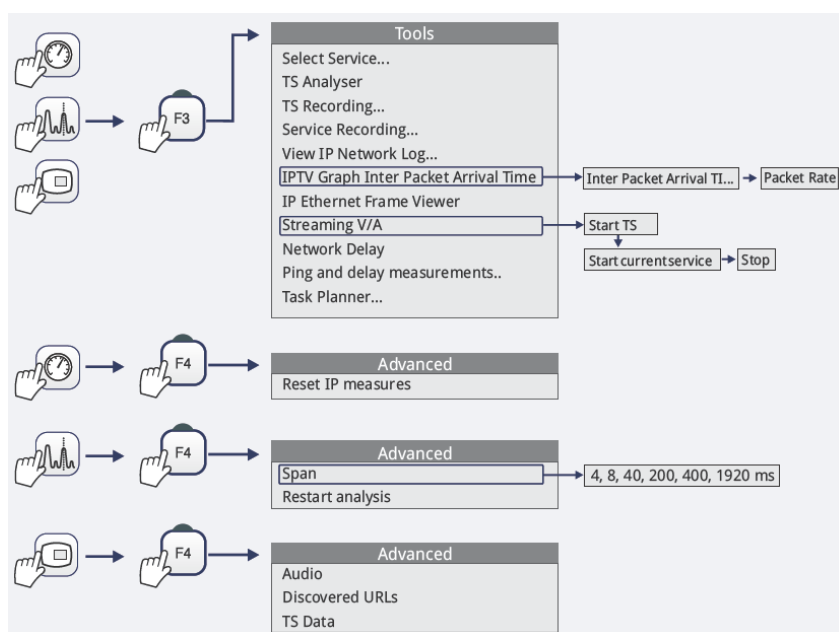 Tools
Select Service...
TS Analyser
F3
TS Recording...
Service Recording...
View IP Network Log...
IPTV Graph Inter Packet Arrival Time
Inter Packet Arrival TI...
Packet Rate
IP Ethernet Frame Viewer
Streaming V/A
Start TS
Network Delay
Start current service
Stop
Ping and delay measurements..
Task Planner...
F4
Advanced
Reset IP measures
F4
Advanced
Span
4, 8, 40, 200, 400, 1920 ms
Restart analysis
F4
Advanced
Audio
Discovered URLs
TS Data